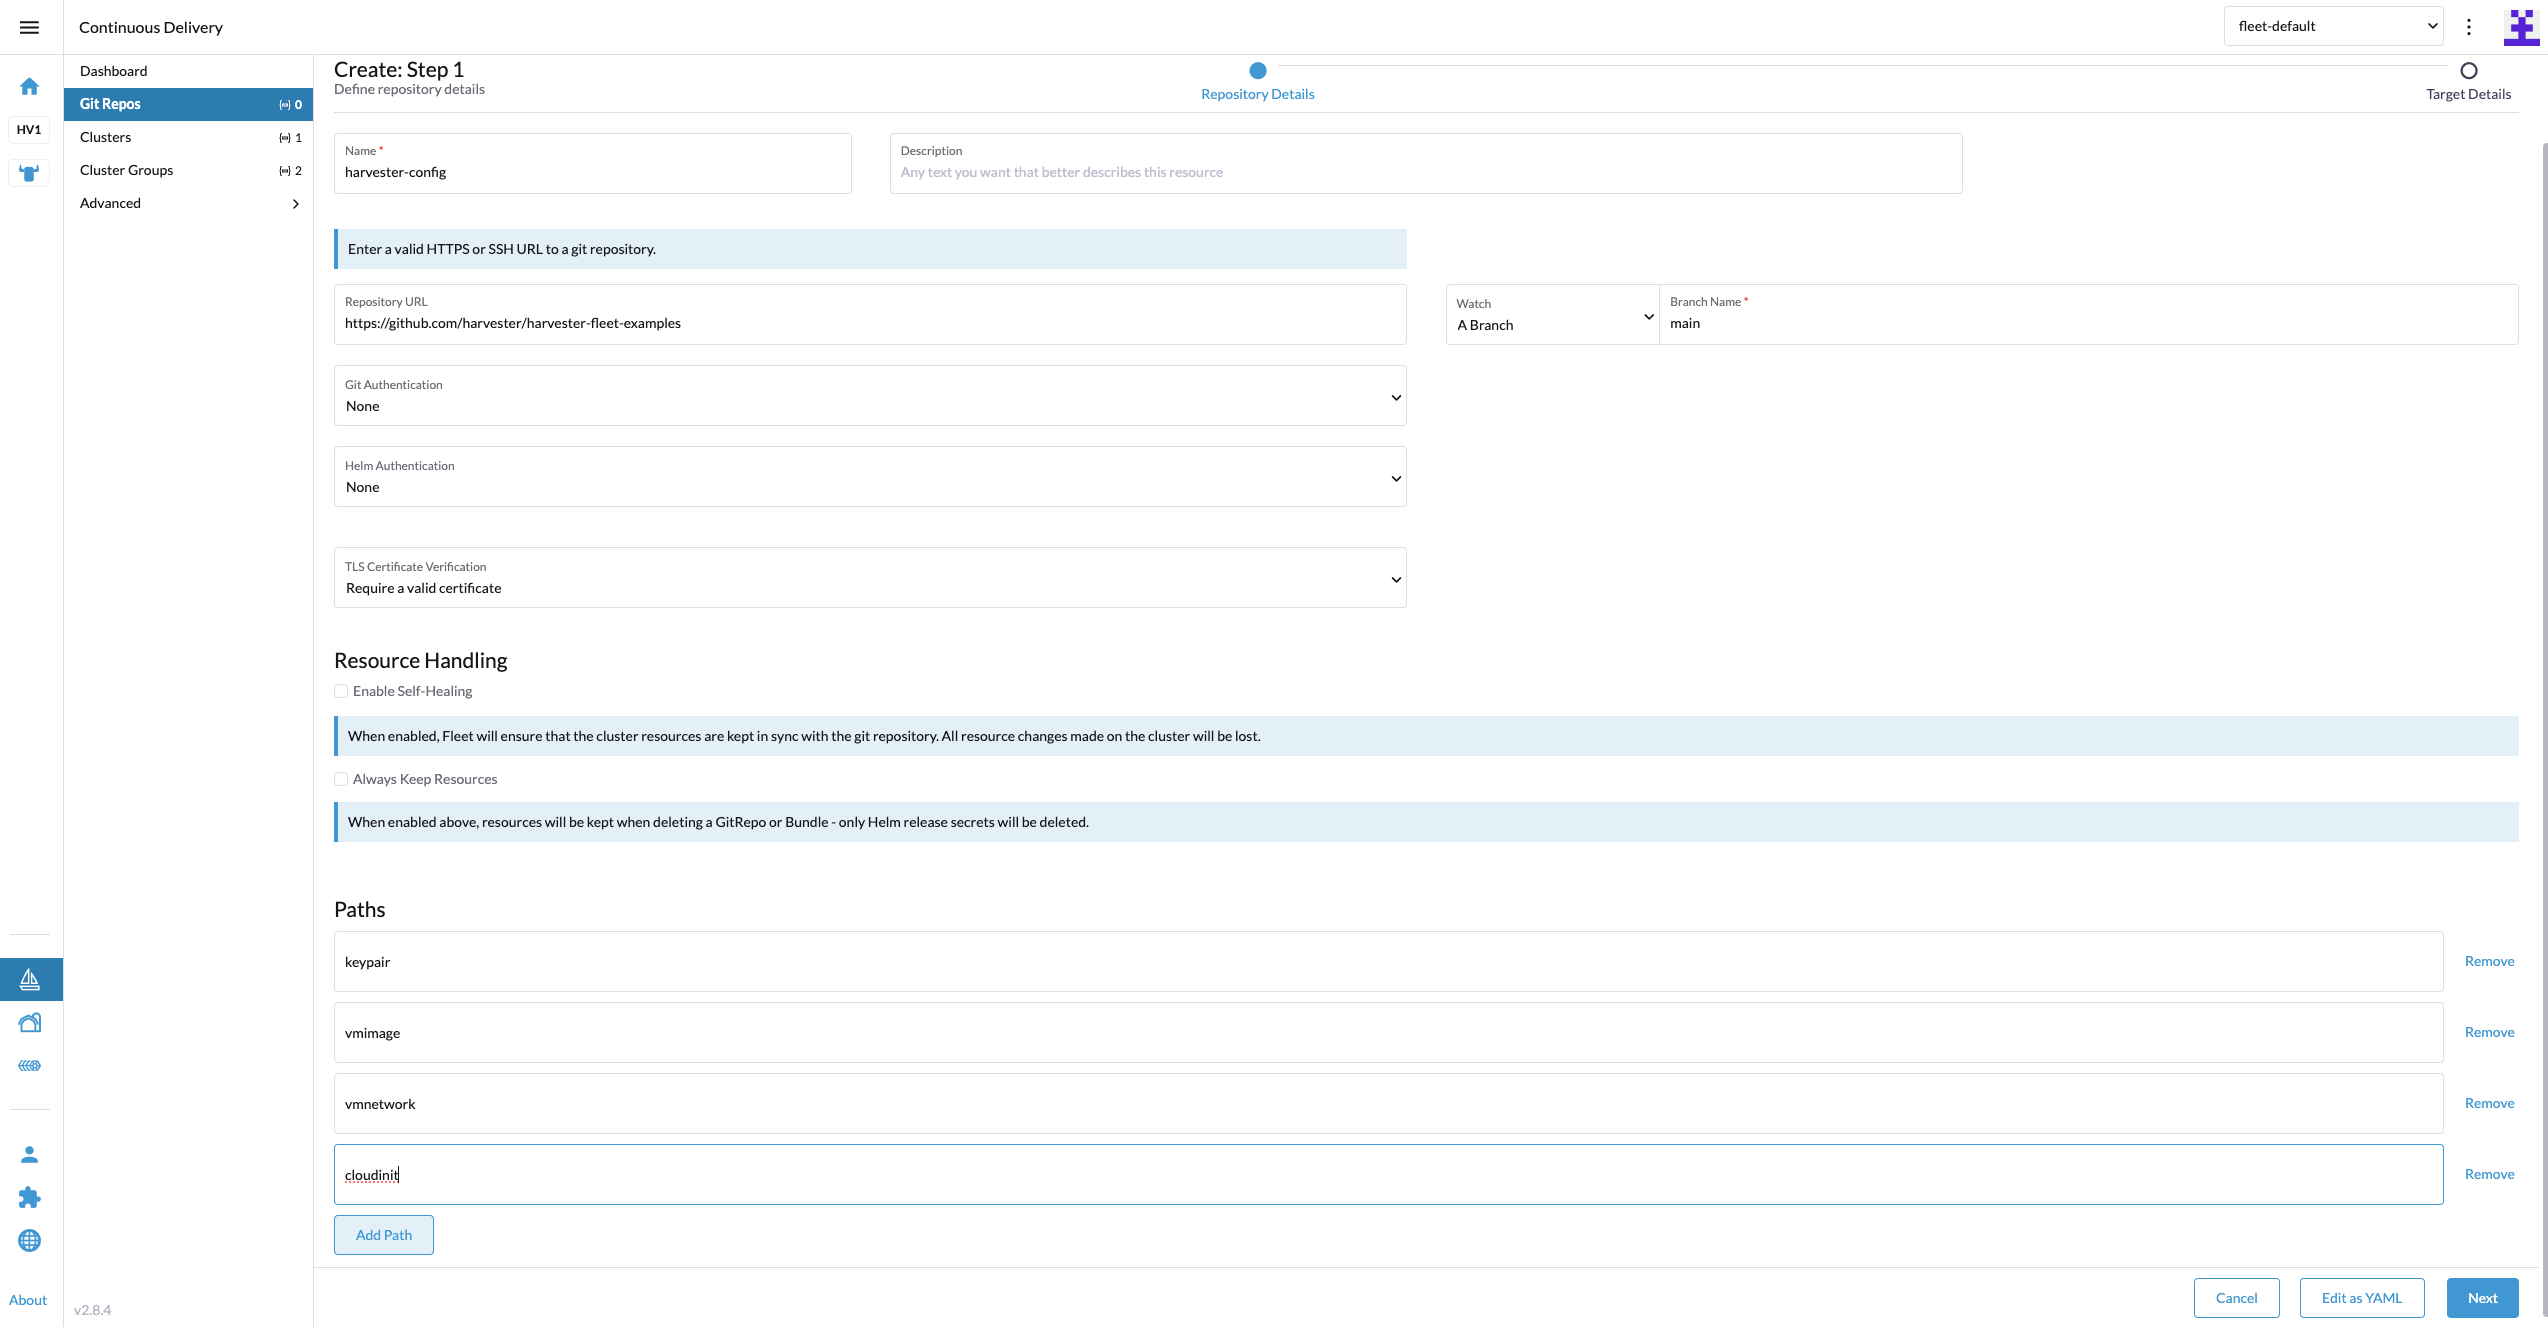 Continuous Delivery
fleet-default
HV1
About
Dashboard
Git Repos 0
Clusters 1
Cluster Groups 2
Advanced
v2.8.4
Create: Step 1
Define repository details
Repository Details
Target Details
Name *
harvester-config
Description
Any text you want that better describes this resource
Enter a valid HTTPS or SSH URL to a git repository.
Repository URL
https://github.com/harvester/harvester-fleet-examples
Watch
A Branch
Branch Name *
main
Git Authentication
None
Helm Authentication
None
TLS Certificate Verification
Require a valid certificate
Resource Handling
Enable Self-Healing
When enabled, Fleet will ensure that the cluster resources are kept in sync with the git repository. All resource changes made on the cluster will be lost.
Always Keep Resources
When enabled above, resources will be kept when deleting a GitRepo or Bundle - only Helm release secrets will be deleted.
Paths
keypair
Remove
vmimage
Remove
vmnetwork
Remove
cloudinit
Remove
Add Path
Cancel
Edit as YAML
Next